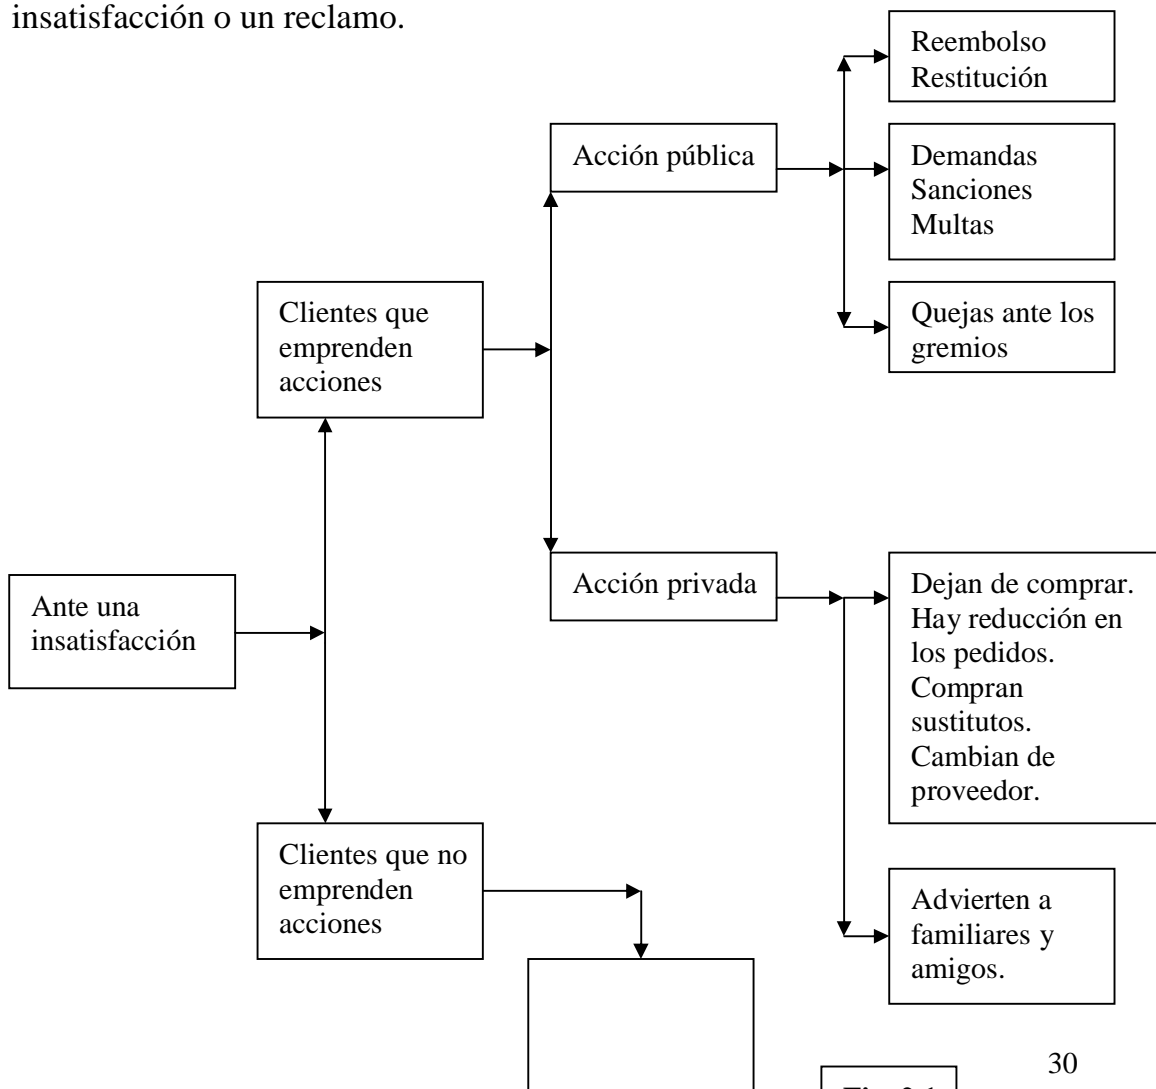 insatisfacción o un reclamo.
Reembolso
Restitución
Acción pública
Demandas
Sanciones
Multas
Clientes que
emprenden
acciones
Quejas ante los
gremios
Ante una
insatisfacción
Acción privada
Dejan de comprar.
Hay reducción en
los pedidos.
Compran
sustitutos.
Cambian de
proveedor.
Clientes que no
emprenden
acciones
Advierten a
familiares y
amigos.
30